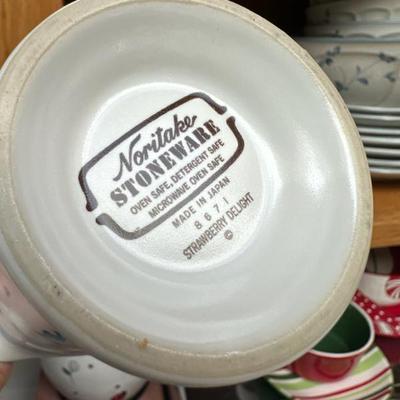 Noritake
STONEWARE
OVEN SAFE, DETERGENT SAFE
MICROWAVE OVEN SAFE
MADE IN JAPAN
8671
STRAWBERRY DELIGHT
©